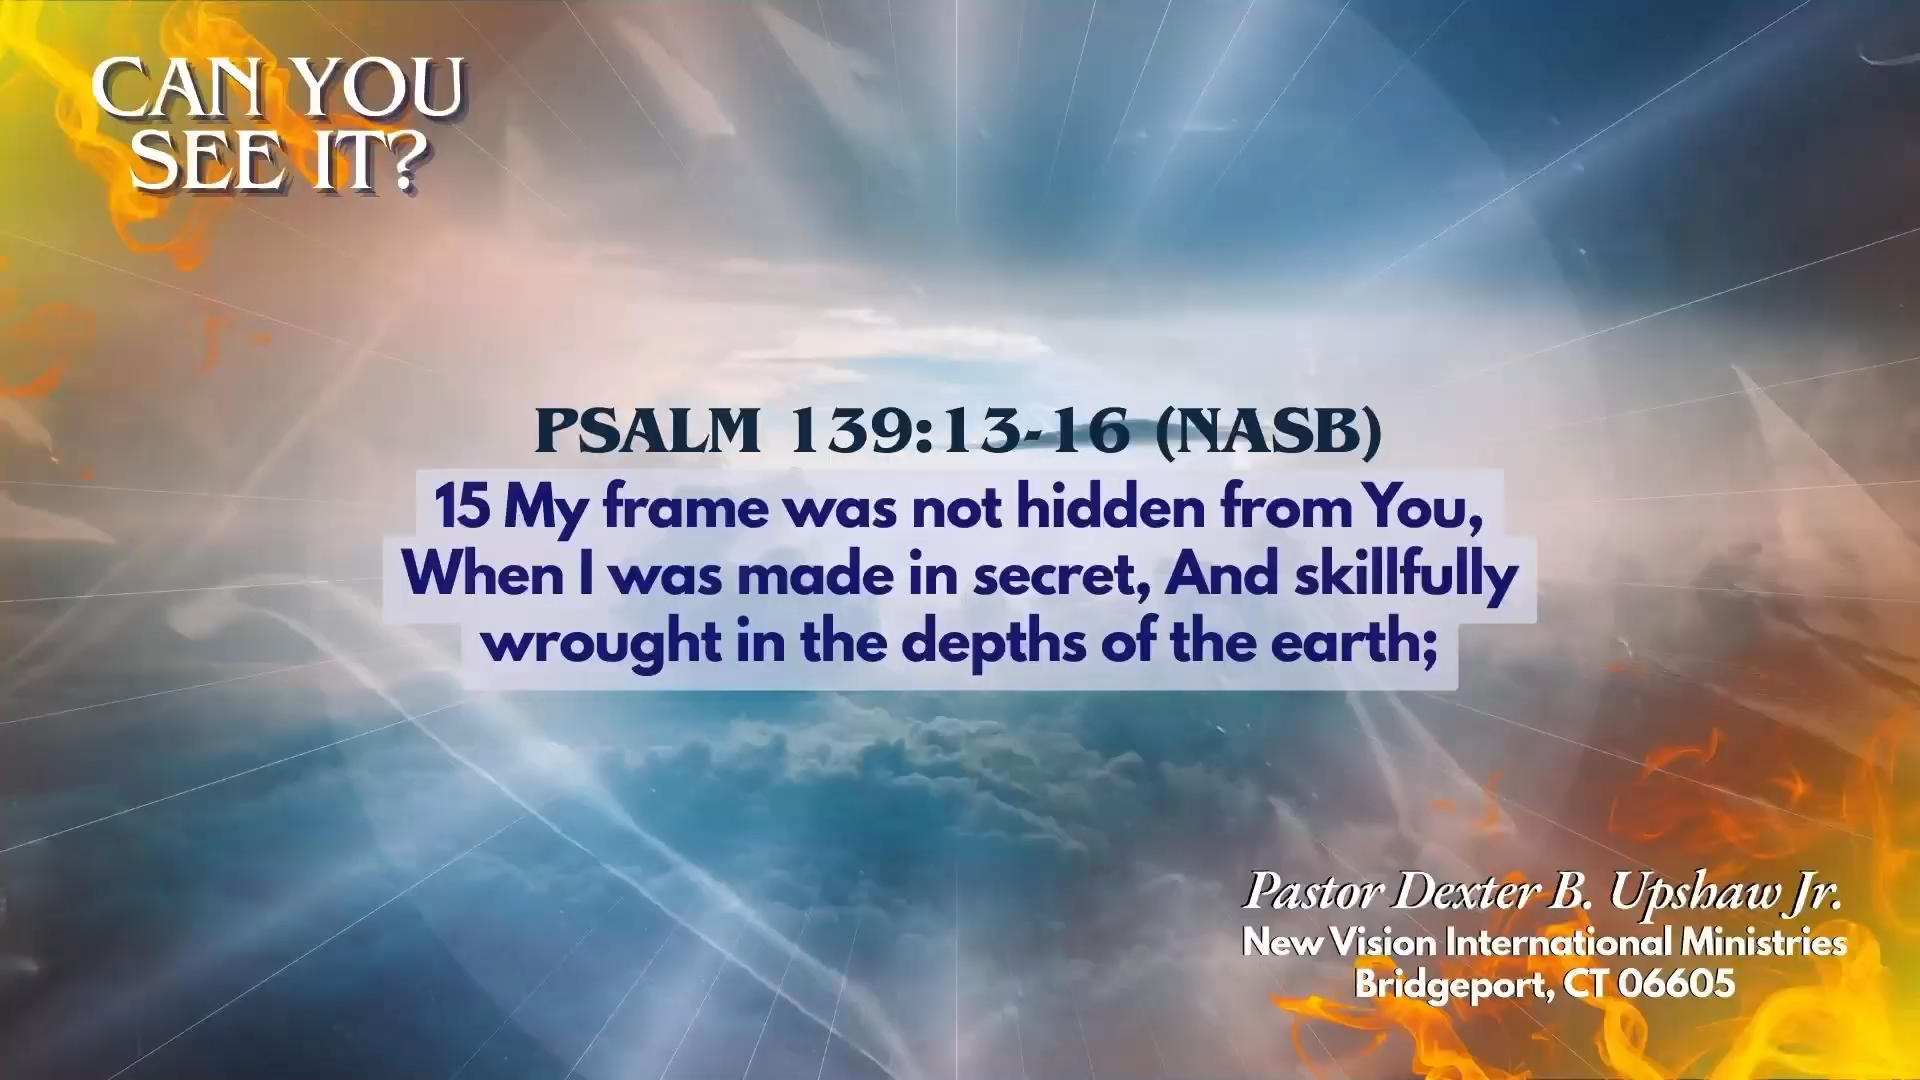 CAN YOU
SEE IT?
PSALM 139:13-16 (NASB)
15 My frame was not hidden from You,
When I was made in secret, And skillfully
wrought in the depths of the earth;
Pastor Dexter B. Upshaw Jr.
New Vision International Ministries
Bridgeport, CT 06605